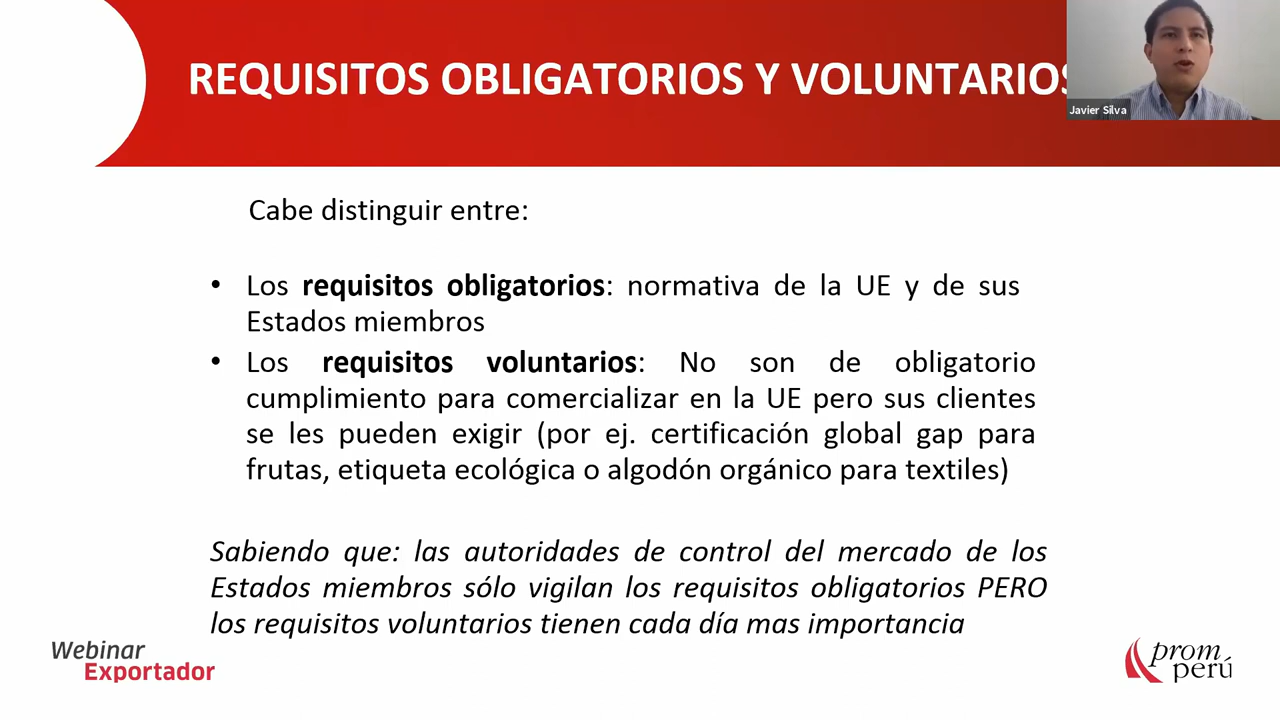 REQUISITOS OBLIGATORIOS Y VOLUNTARIOS
Javier Silva
Cabe distinguir entre:
• Los requisitos obligatorios: normativa de la UE y de sus
Estados miembros
• Los requisitos voluntarios: No son de obligatorio
cumplimiento para comercializar en la UE pero sus clientes
se les pueden exigir (por ej. certificación global gap para
frutas, etiqueta ecológica o algodón orgánico para textiles)
Sabiendo que: las autoridades de control del mercado de los
Estados miembros sólo vigilan los requisitos obligatorios PERO
los requisitos voluntarios tienen cada día mas importancia
Webinar
Exportador
prom
perú